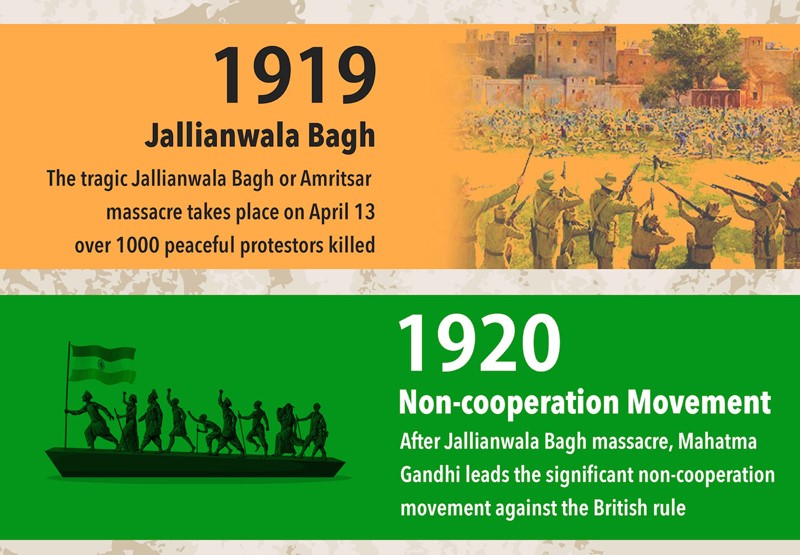 1919
Jallianwala Bagh
The tragic Jallianwala Bagh or Amritsar
massacre takes place on April 13
over 1000 peaceful protestors killed
1920
Non-cooperation Movement
After Jallianwala Bagh massacre, Mahatma
Gandhi leads the significant non-cooperation
movement against the British rule